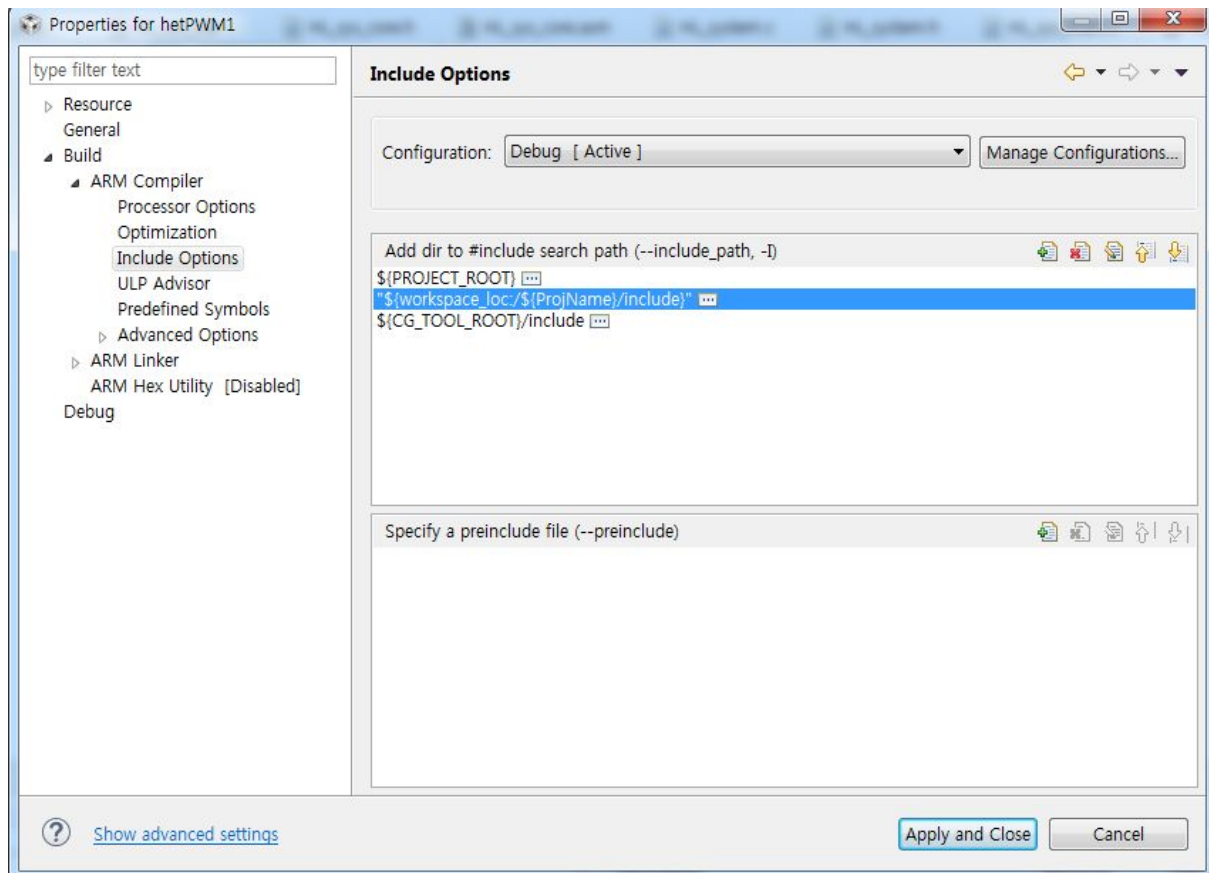 Properties for hetPWM1
type filter text
Resource
General
Build
ARM Compiler
Processor Options
Optimization
Include Options
ULP Advisor
Predefined Symbols
Advanced Options
ARM Linker
ARM Hex Utility [Disabled]
Debug
Include Options
Configuration: Debug [ Active ] Manage Configurations...
Add dir to #include search path (--include_path, -I)
${PROJECT_ROOT}
"${workspace_loc:/${ProjName}/include}"
${CG_TOOL_ROOT}/include
Specify a preinclude file (--preinclude)
Show advanced settings
Apply and Close Cancel